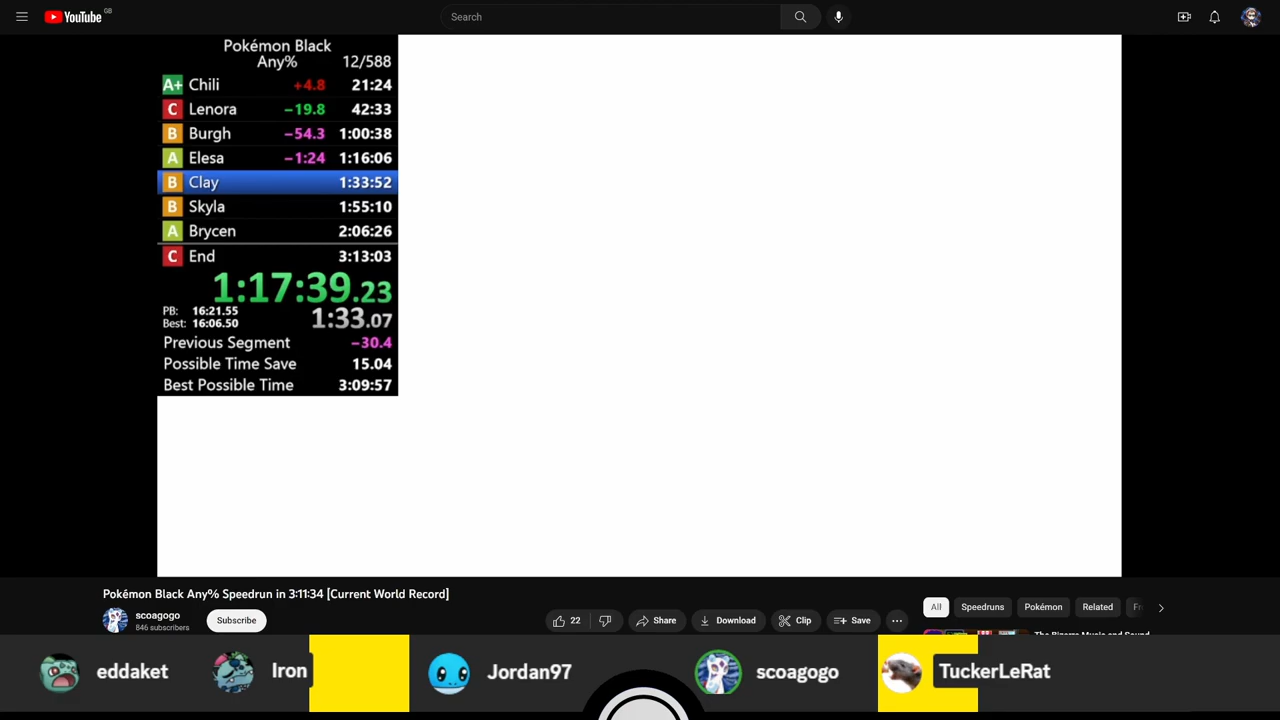 YouTube GB
Search
Pokémon Black
Any% 12/588
A+ Chili +4.8 21:24
C Lenora -19.8 42:33
B Burgh -54.3 1:00:38
A Elesa -1:24 1:16:06
B Clay 1:33:52
B Skyla 1:55:10
A Brycen 2:06:26
C End 3:13:03
1:17:39.23
PB: 16:21.55
Best: 16:06.50
1:33.07
Previous Segment -30.4
Possible Time Save 15.04
Best Possible Time 3:09:57
Pokémon Black Any% Speedrun in 3:11:34 [Current World Record]
scoagogo
846 subscribers
Subscribe
22
Share
Download
Clip
Save
All
Speedruns
Pokémon
Related
The Bizarre Music and Sound
eddaket
Iron
Jordan97
scoagogo
TuckerLeRat